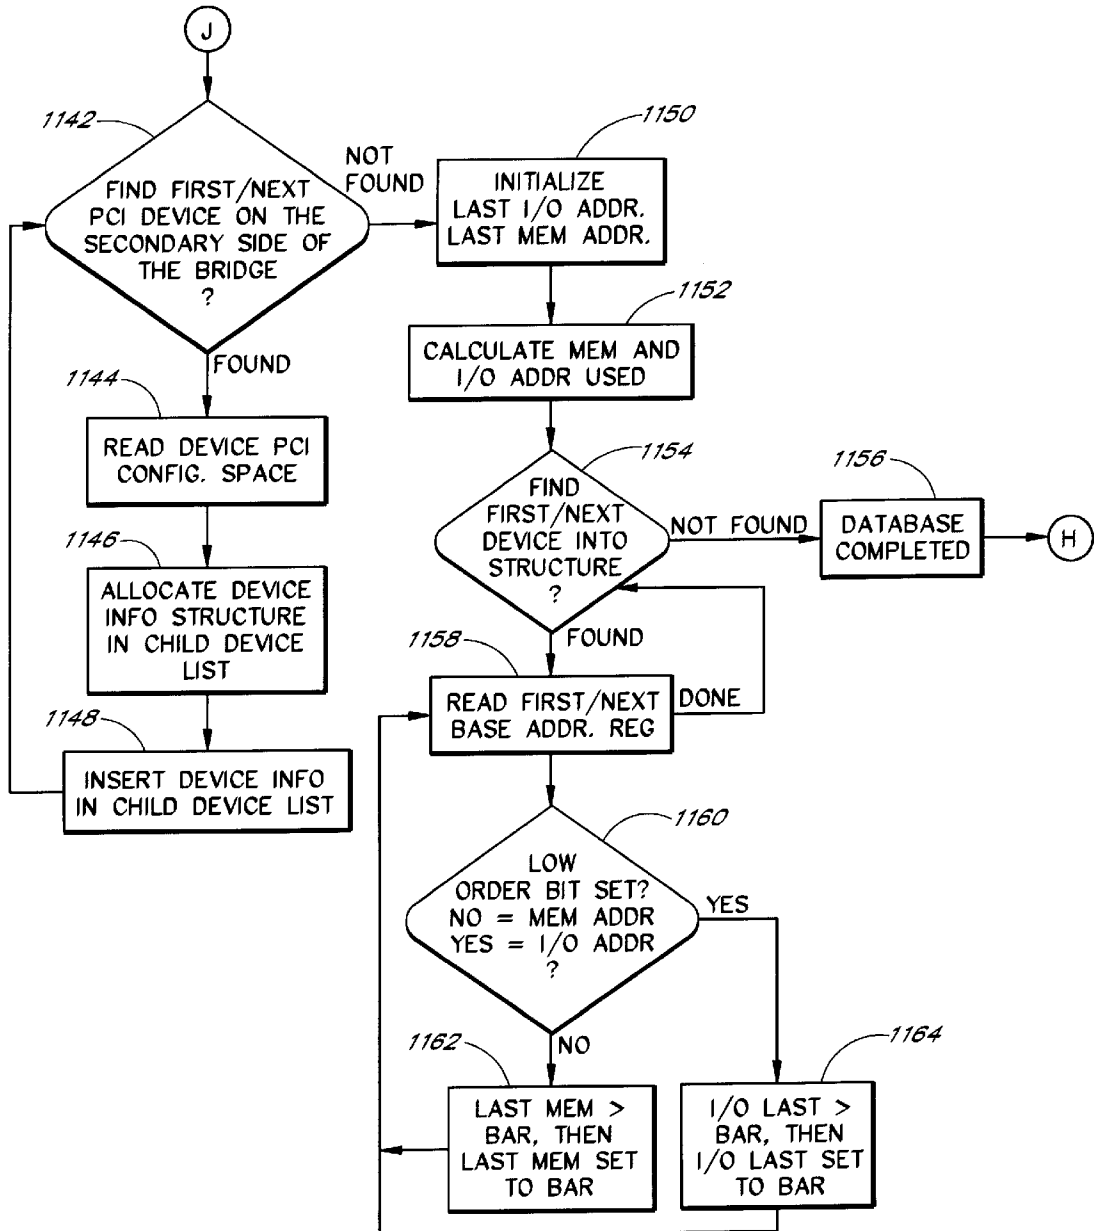 J
1142
FIND FIRST/NEXT
PCI DEVICE ON THE
SECONDARY SIDE OF
THE BRIDGE
?
NOT
FOUND
FOUND
1144
READ DEVICE PCI
CONFIG. SPACE
1146
ALLOCATE DEVICE
INFO STRUCTURE
IN CHILD DEVICE
LIST
1148
INSERT DEVICE INFO
IN CHILD DEVICE LIST
1150
INITIALIZE
LAST I/O ADDR.
LAST MEM ADDR.
1152
CALCULATE MEM AND
I/O ADDR USED
1154
FIND
FIRST/NEXT
DEVICE INTO
STRUCTURE
?
NOT FOUND
1156
DATABASE
COMPLETED
H
FOUND
1158
READ FIRST/NEXT
BASE ADDR. REG
DONE
1160
LOW
ORDER BIT SET?
NO = MEM ADDR
YES = I/O ADDR
?
YES
NO
1162
LAST MEM >
BAR, THEN
LAST MEM SET
TO BAR
1164
I/O LAST >
BAR, THEN
I/O LAST SET
TO BAR